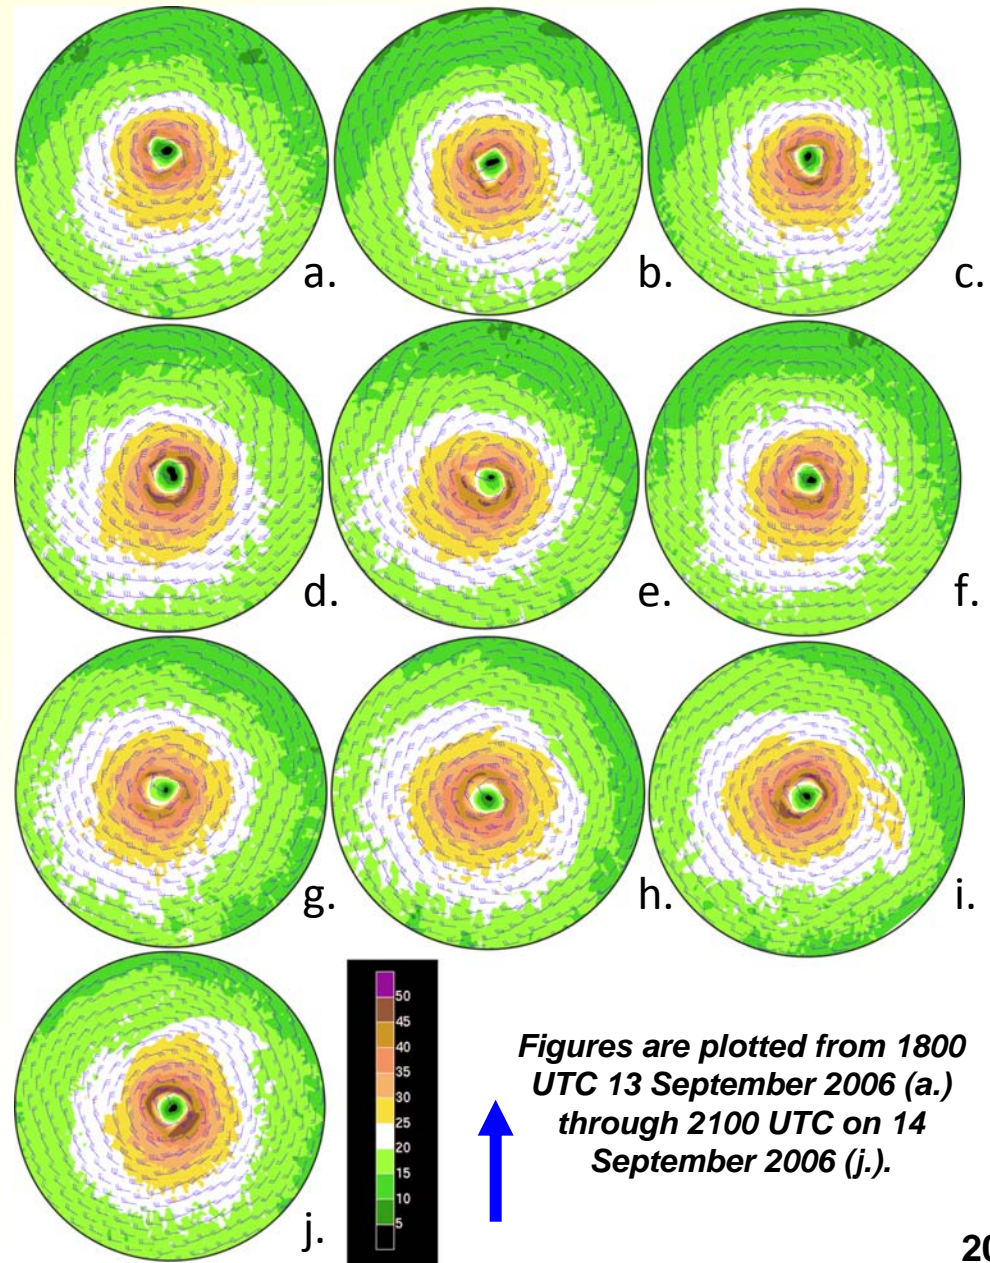 a.
b.
c.
d.
e.
f.
g.
h.
i.
j.
50
45
40
35
30
25
20
15
10
5
Figures are plotted from 1800
UTC 13 September 2006 (a.)
through 2100 UTC on 14
September 2006 (j.).
20